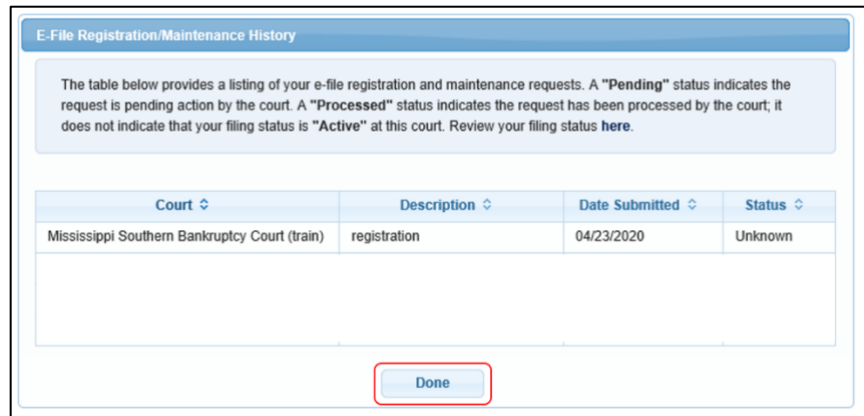 E-File Registration/Maintenance History
The table below provides a listing of your e-file registration and maintenance requests. A "Pending" status indicates the
request is pending action by the court. A "Processed" status indicates the request has been processed by the court; it
does not indicate that your filing status is "Active" at this court. Review your filing status here.
Court Description Date Submitted Status
Mississippi Southern Bankruptcy Court (train) registration 04/23/2020 Unknown
Done